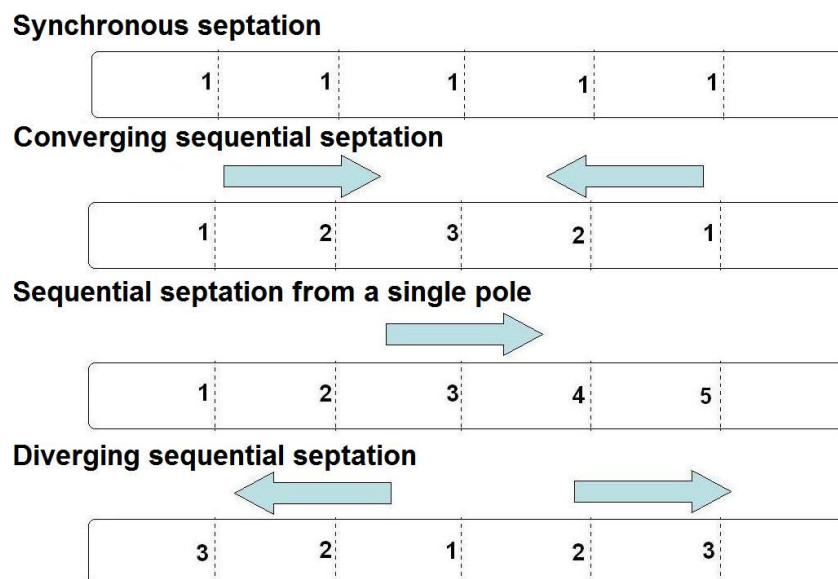 Synchronous septation
1 1 1 1 1
Converging sequential septation
1 2 3 2 1
Sequential septation from a single pole
1 2 3 4 5
Diverging sequential septation
3 2 1 2 3